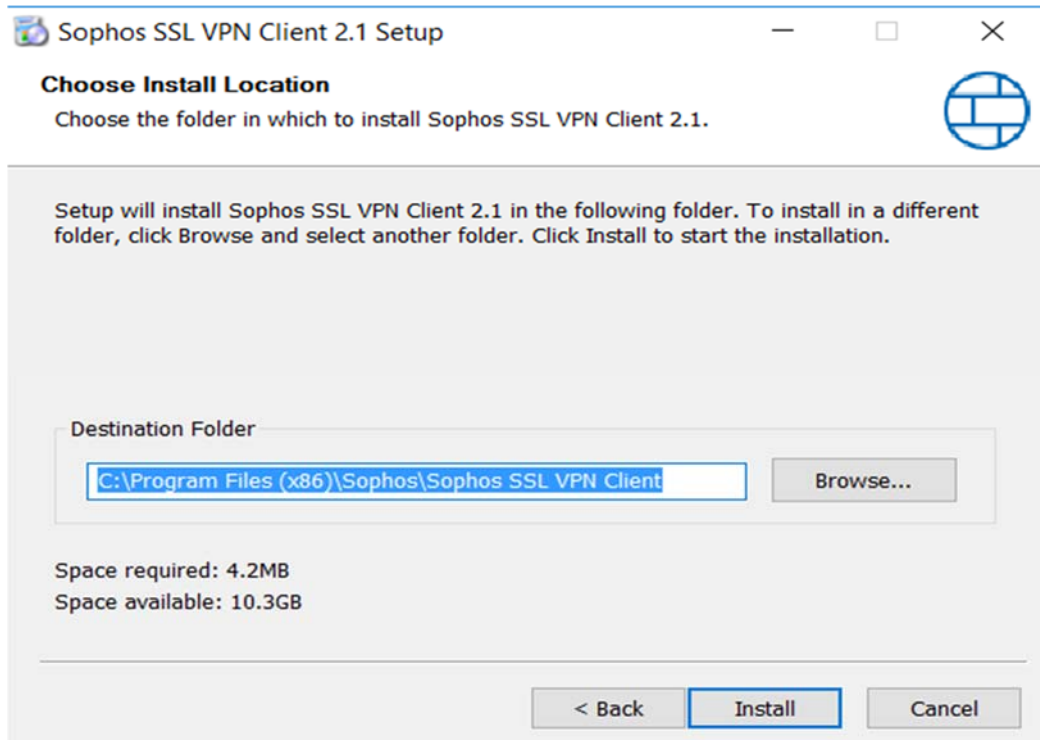 Sophos SSL VPN Client 2.1 Setup
Choose Install Location
Choose the folder in which to install Sophos SSL VPN Client 2.1.
Setup will install Sophos SSL VPN Client 2.1 in the following folder. To install in a different
folder, click Browse and select another folder. Click Install to start the installation.
Destination Folder
C:\Program Files (x86)\Sophos\Sophos SSL VPN Client
Browse...
Space required: 4.2MB
Space available: 10.3GB
< Back
Install
Cancel